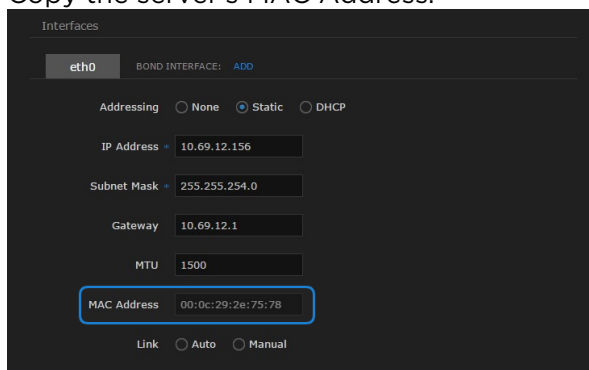 Copy the server's MAC Address.
Interfaces
eth0 BOND INTERFACE: ADD
Addressing None Static DHCP
IP Address * 10.69.12.156
Subnet Mask * 255.255.254.0
Gateway 10.69.12.1
MTU 1500
MAC Address 00:0c:29:2e:75:78
Link Auto Manual